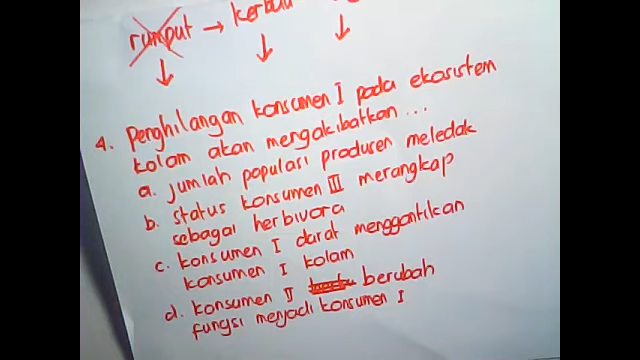 rumput → kerbau
4. Penghilangan konsumen I pada ekosistem
kolam akan mengakibatkan ...
a. jumlah populasi produsen meledak
b. status konsumen III merangkap
sebagai herbivora
c. konsumen I darat menggantikan
konsumen I kolam
d. konsumen II berubah
fungsi menjadi konsumen I